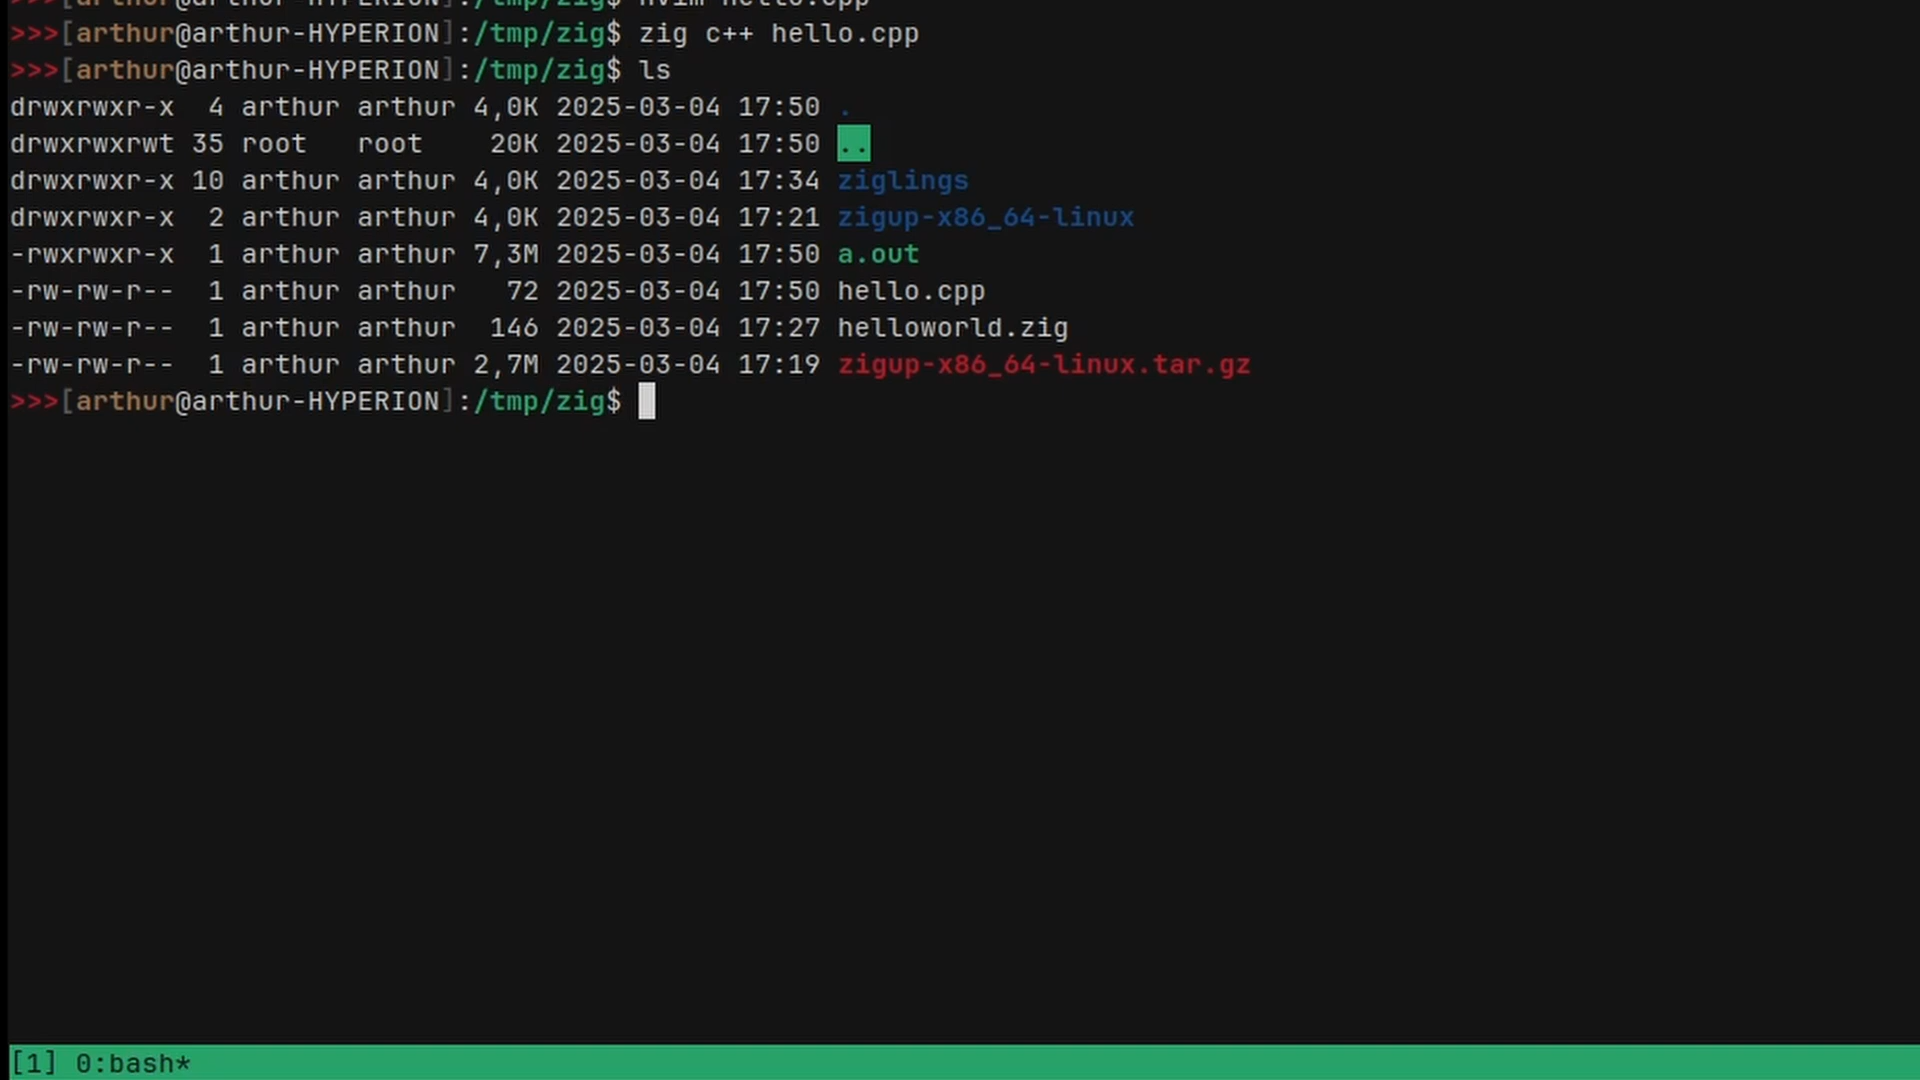 >>>[arthur@arthur-HYPERION]:/tmp/zig$ nvim hello.cpp
>>>[arthur@arthur-HYPERION]:/tmp/zig$ zig c++ hello.cpp
>>>[arthur@arthur-HYPERION]:/tmp/zig$ ls
drwxrwxr-x  4 arthur arthur 4,0K 2025-03-04 17:50 .
drwxrwxrwt 35 root   root    20K 2025-03-04 17:50 ..
drwxrwxr-x 10 arthur arthur 4,0K 2025-03-04 17:34 ziglings
drwxrwxr-x  2 arthur arthur 4,0K 2025-03-04 17:21 zigup-x86_64-linux
-rwxrwxr-x  1 arthur arthur 7,3M 2025-03-04 17:50 a.out
-rw-rw-r--  1 arthur arthur   72 2025-03-04 17:50 hello.cpp
-rw-rw-r--  1 arthur arthur  146 2025-03-04 17:27 helloworld.zig
-rw-rw-r--  1 arthur arthur 2,7M 2025-03-04 17:19 zigup-x86_64-linux.tar.gz
>>>[arthur@arthur-HYPERION]:/tmp/zig$
[1] 0:bash*